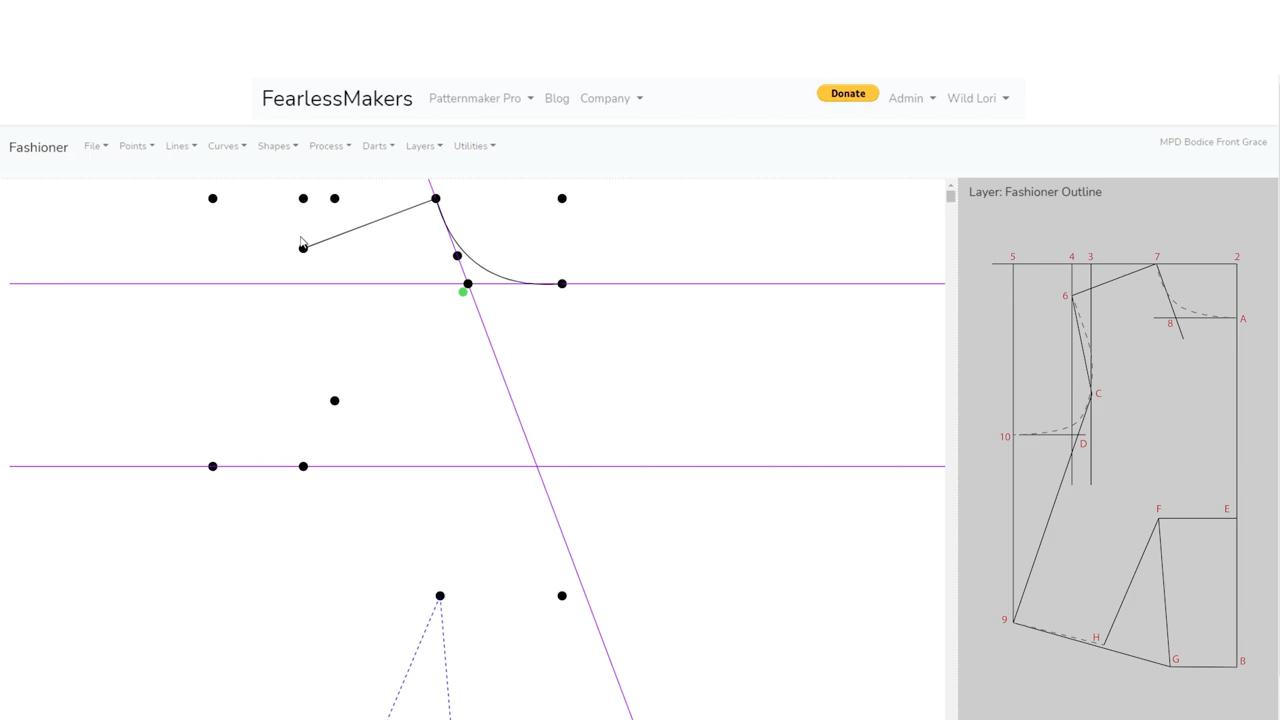 FearlessMakers Patternmaker Pro Blog Company Donate Admin Wild Lori
Fashioner File Points Lines Curves Shapes Process Darts Layers Utilities MPD Bodice Front Grace
Layer: Fashioner Outline
5 4 3 7 2
6
8 A
C
10 D
F E
9 H
G B